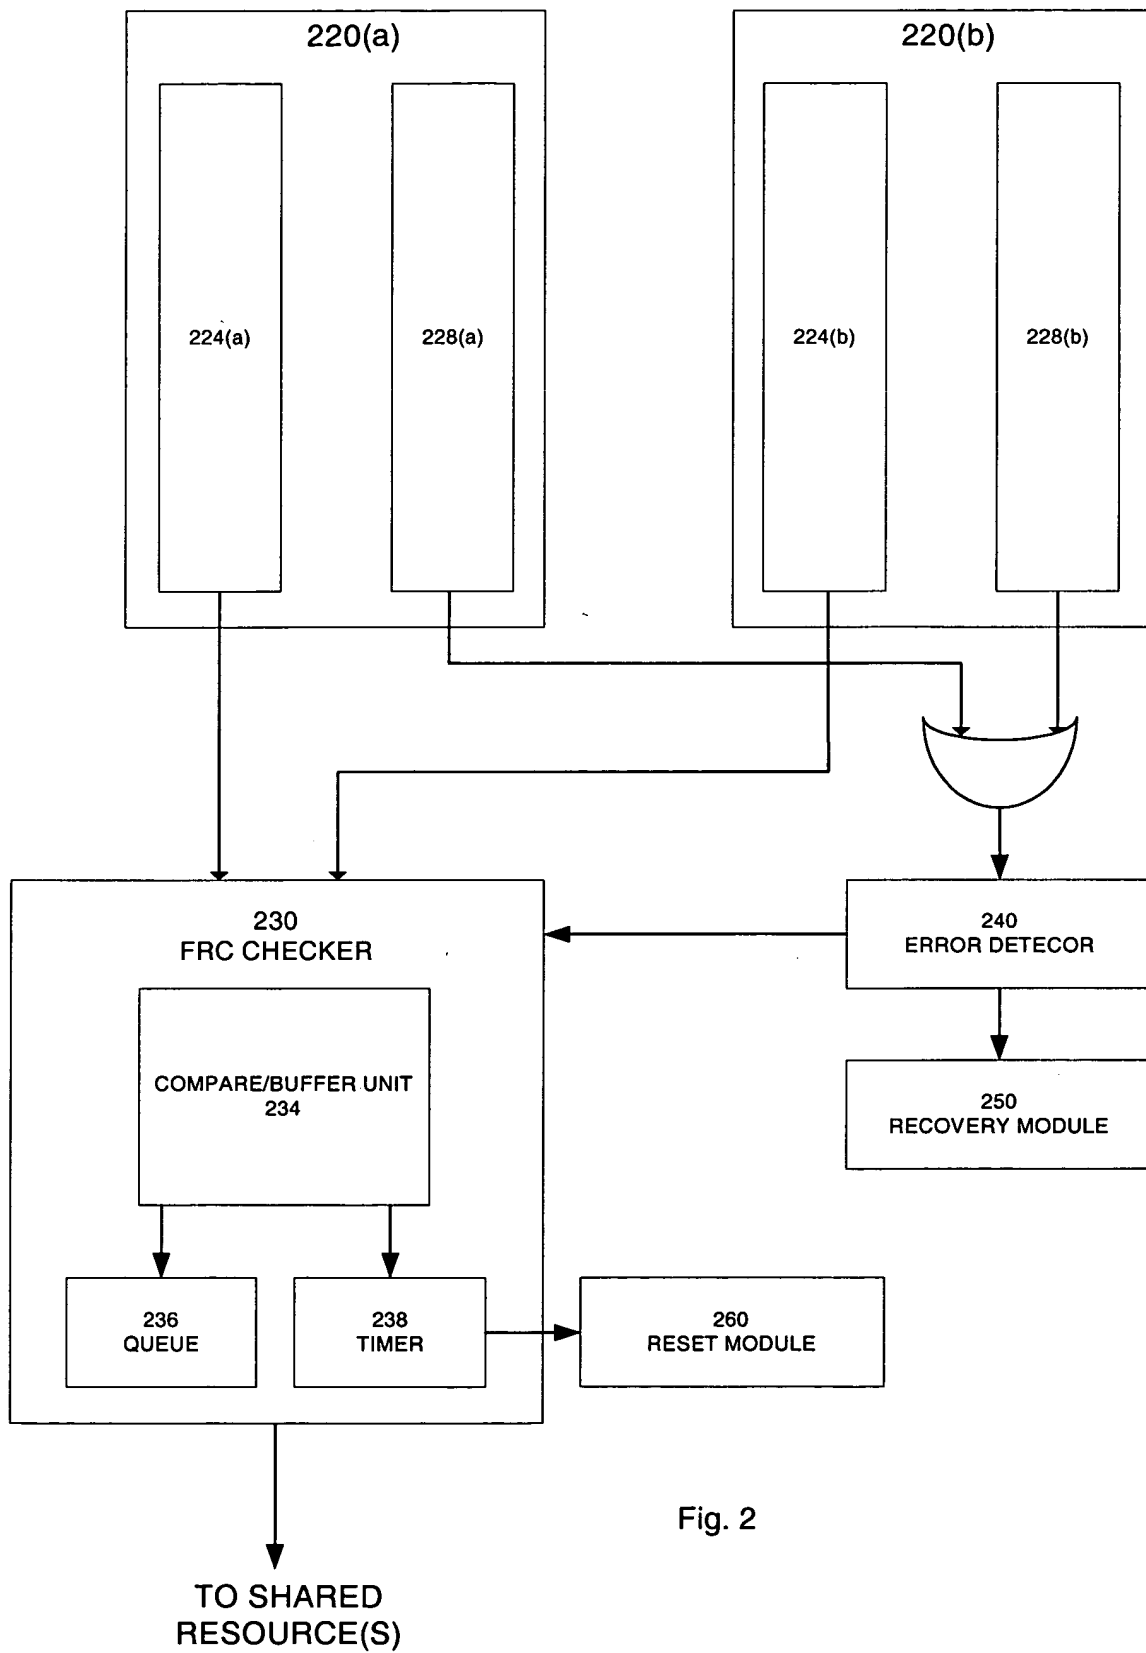 220(a)
220(b)
224(a)
228(a)
224(b)
228(b)
230
FRC CHECKER
240
ERROR DETECOR
COMPARE/BUFFER UNIT
234
250
RECOVERY MODULE
236
QUEUE
238
TIMER
260
RESET MODULE
Fig. 2
TO SHARED
RESOURCE(S)